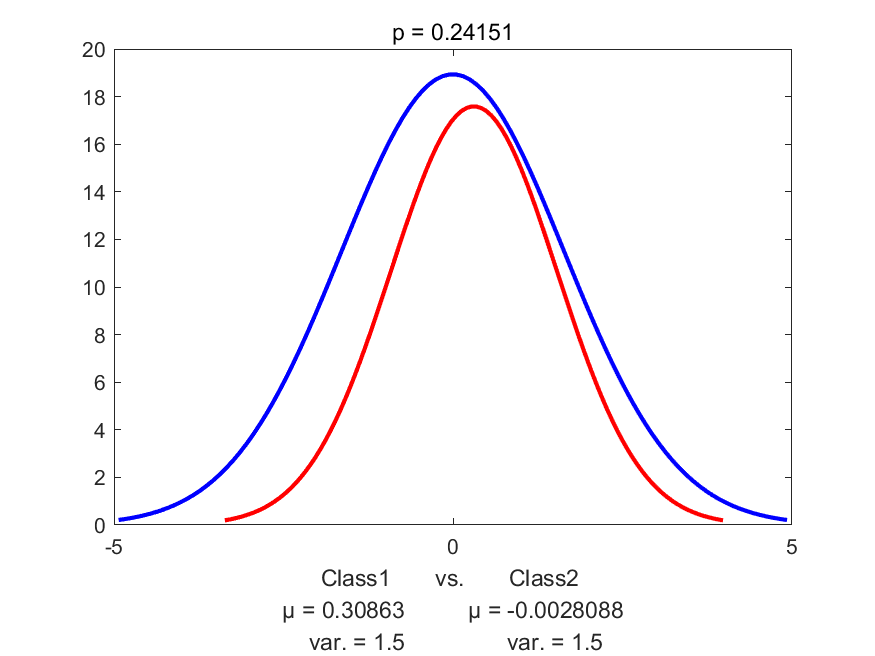 p = 0.24151
20
18
16
14
12
10
8
6
4
2
0
-5 0 5
Class1 vs. Class2
μ = 0.30863 μ = -0.0028088
var. = 1.5 var. = 1.5